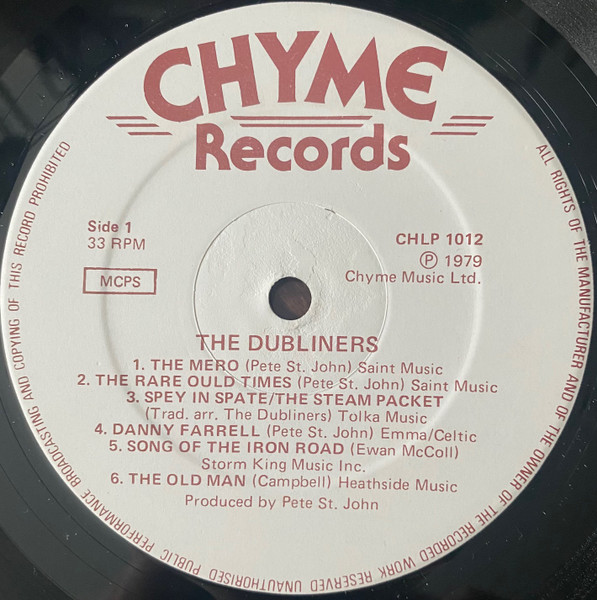 CHYME
Records
Side 1
33 RPM
MCPS
CHLP 1012
Ⓟ 1979
Chyme Music Ltd.
THE DUBLINERS
1. THE MERO (Pete St. John) Saint Music
2. THE RARE OULD TIMES (Pete St. John) Saint Music
3. SPEY IN SPATE/THE STEAM PACKET
(Trad. arr. The Dubliners) Tolka Music
4. DANNY FARRELL (Pete St. John) Emma/Celtic
5. SONG OF THE IRON ROAD (Ewan McColl)
Storm King Music Inc.
6. THE OLD MAN (Campbell) Heathside Music
Produced by Pete St. John
ALL RIGHTS OF THE MANUFACTURER AND OF THE OWNER OF THE RECORDED WORK RESERVED UNAUTHORISED PUBLIC PERFORMANCE BROADCASTING AND COPYING OF THIS RECORD PROHIBITED